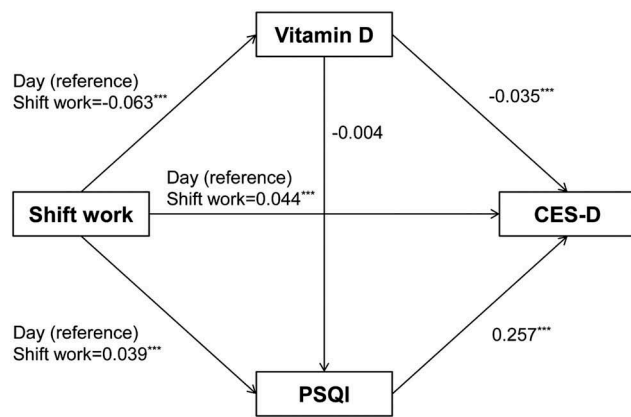 Vitamin D
Day (reference)
Shift work=-0.063***
-0.035***
-0.004
Day (reference)
Shift work=0.044***
Shift work
CES-D
Day (reference)
Shift work=0.039***
0.257***
PSQI